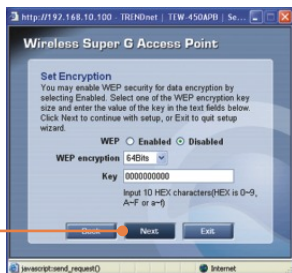 http://192.168.10.100 - TRENDnet | TEW-450APB | Se...
Wireless Super G Access Point
Set Encryption
You may enable WEP security for data encryption by
selecting Enabled. Select one of the WEP encryption key
size and enter the value of the key in the text fields below.
Click Next to continue with setup, or Exit to quit setup
wizard.
WEP Enabled Disabled
WEP encryption 64Bits
Key 0000000000
Input 10 HEX characters(HEX is 0~9,
A~F or a~f)
Back Next Exit
javascript:send_request() Internet